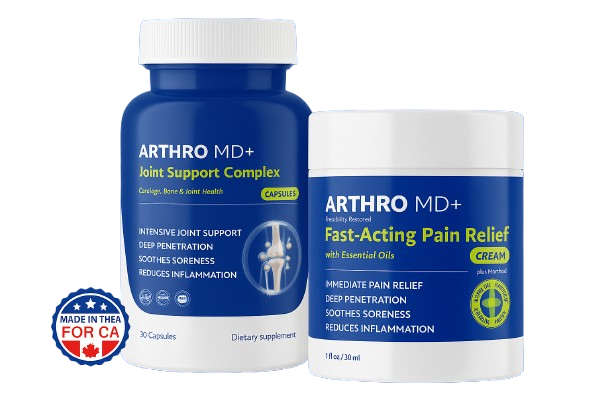 ARTHRO MD+
Joint Support Complex
Cartilage, Bone & Joint Health
CAPSULES
INTENSIVE JOINT SUPPORT
DEEP PENETRATION
SOOTHES SORENESS
REDUCES INFLAMMATION
30 Capsules
Dietary supplement
ARTHRO MD+
Flexibility Restored
Fast-Acting Pain Relief
with Essential Oils
CREAM
plus Morthod
IMMEDIATE PAIN RELIEF
DEEP PENETRATION
SOOTHES SORENESS
REDUCES INFLAMMATION
1 fl oz/30 ml
MADE IN THEA
FOR CA